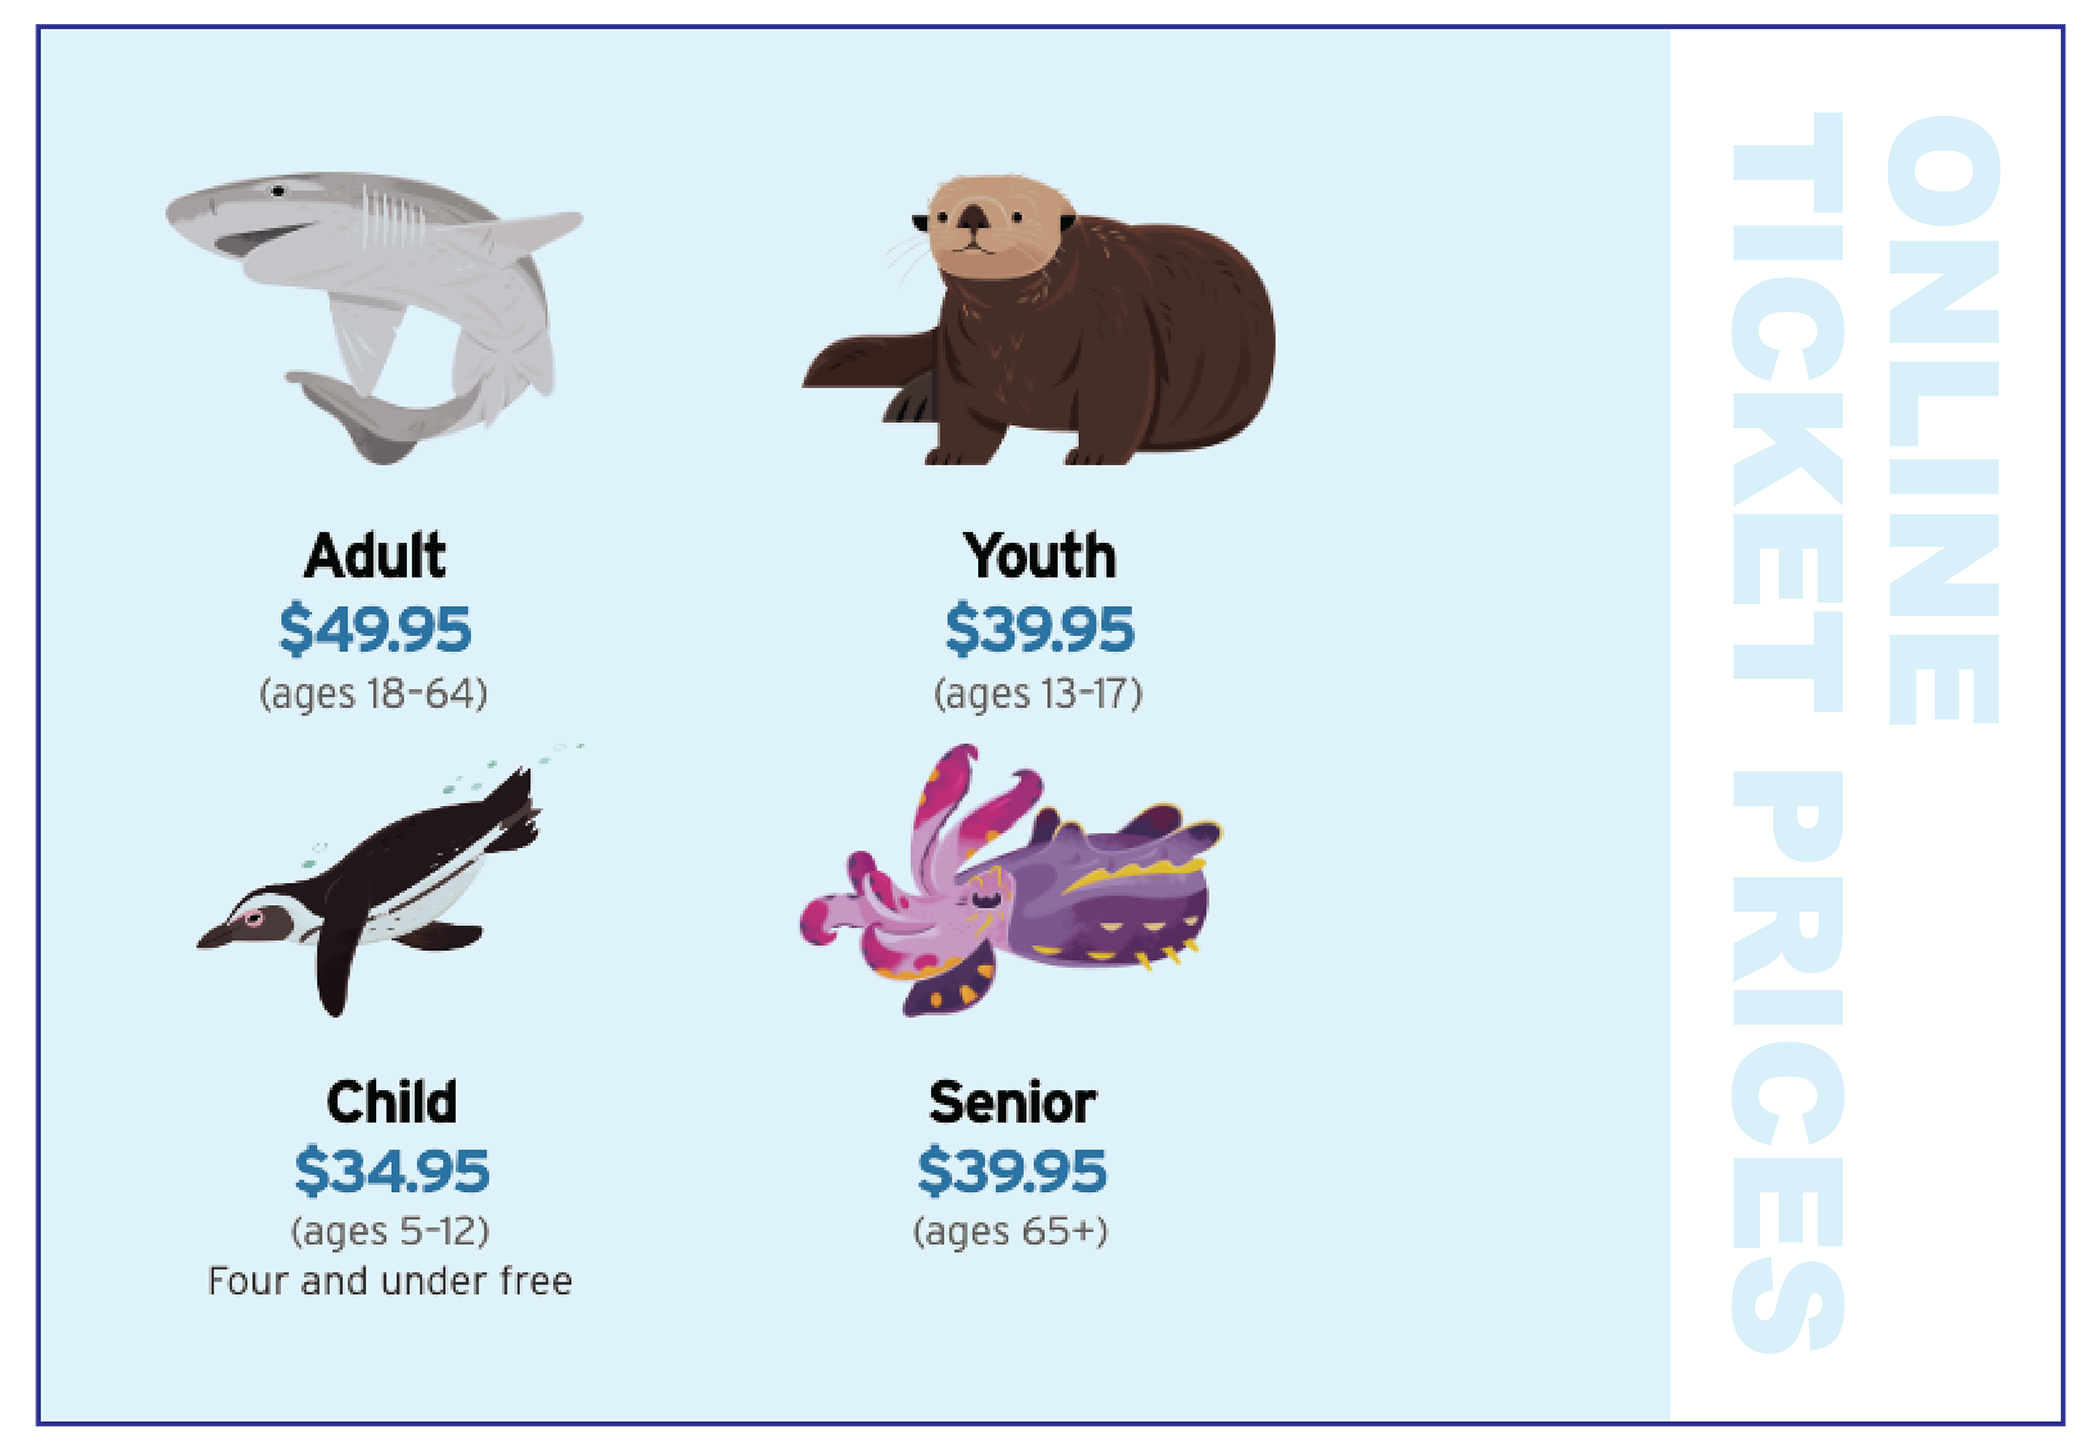 Adult
$49.95
(ages 18-64)
Youth
$39.95
(ages 13-17)
Child
$34.95
(ages 5-12)
Four and under free
Senior
$39.95
(ages 65+)
ONLINE
TICKET PRICES